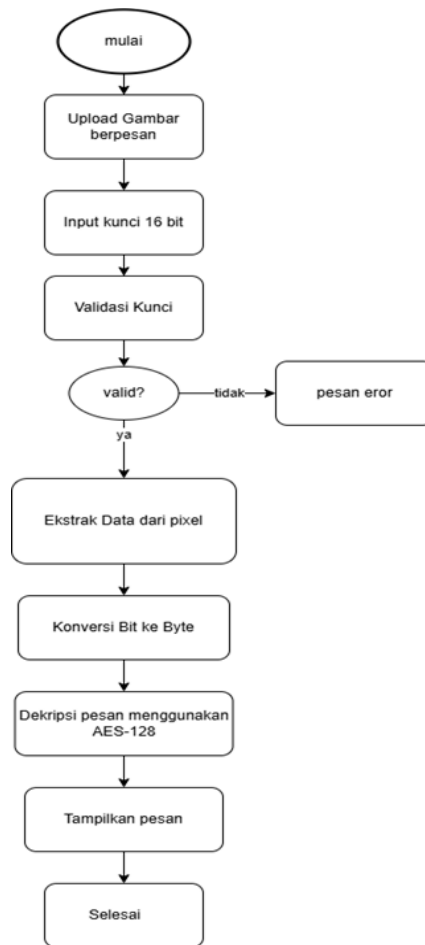 mulai
Upload Gambar
berpesan
Input kunci 16 bit
Validasi Kunci
valid?
tidak
pesan eror
ya
Ekstrak Data dari pixel
Konversi Bit ke Byte
Dekripsi pesan menggunakan
AES-128
Tampilkan pesan
Selesai